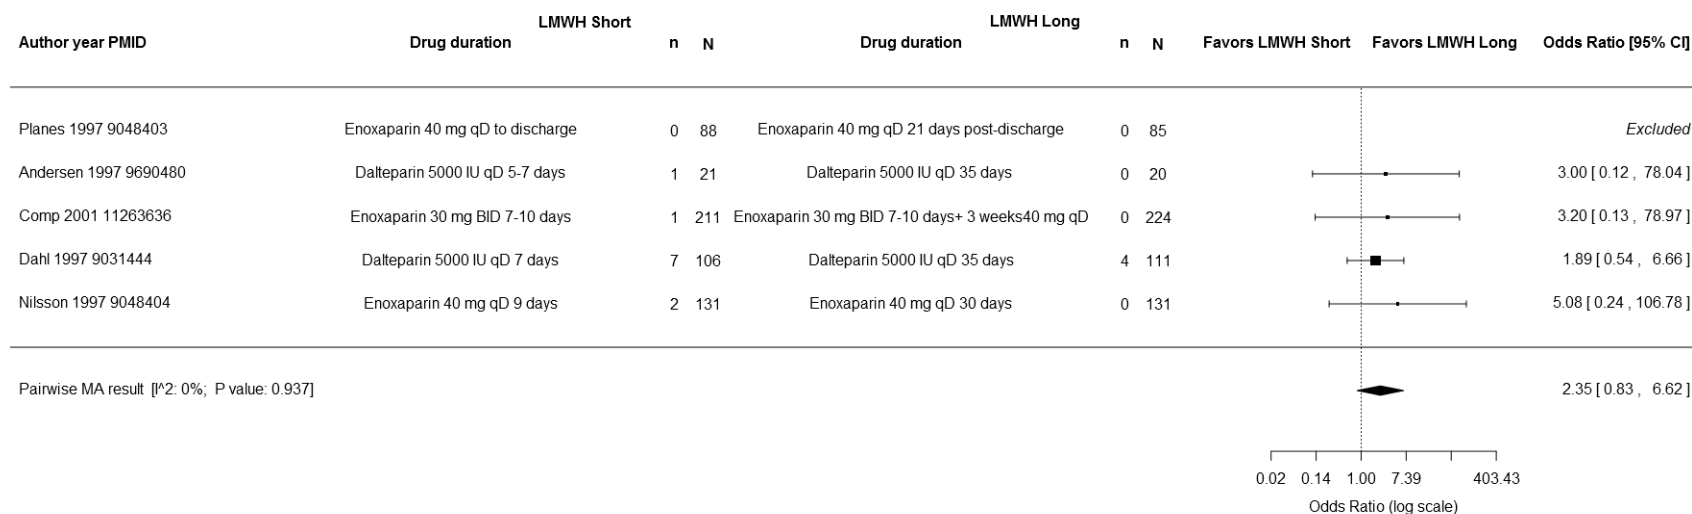 LMWH Short LMWH Long
Author year PMID Drug duration n N Drug duration n N Favors LMWH Short Favors LMWH Long Odds Ratio [95% CI]
Planes 1997 9048403 Enoxaparin 40 mg qD to discharge 0 88 Enoxaparin 40 mg qD 21 days post-discharge 0 85 Excluded
Andersen 1997 9690480 Dalteparin 5000 IU qD 5-7 days 1 21 Dalteparin 5000 IU qD 35 days 0 20 3.00 [ 0.12 , 78.04 ]
Comp 2001 11263636 Enoxaparin 30 mg BID 7-10 days 1 211 Enoxaparin 30 mg BID 7-10 days+ 3 weeks40 mg qD 0 224 3.20 [ 0.13 , 78.97 ]
Dahl 1997 9031444 Dalteparin 5000 IU qD 7 days 7 106 Dalteparin 5000 IU qD 35 days 4 111 1.89 [ 0.54 , 6.66 ]
Nilsson 1997 9048404 Enoxaparin 40 mg qD 9 days 2 131 Enoxaparin 40 mg qD 30 days 0 131 5.08 [ 0.24 , 106.78 ]
Pairwise MA result [I^2: 0%; P value: 0.937] 2.35 [ 0.83 , 6.62 ]
0.02 0.14 1.00 7.39 403.43
Odds Ratio (log scale)